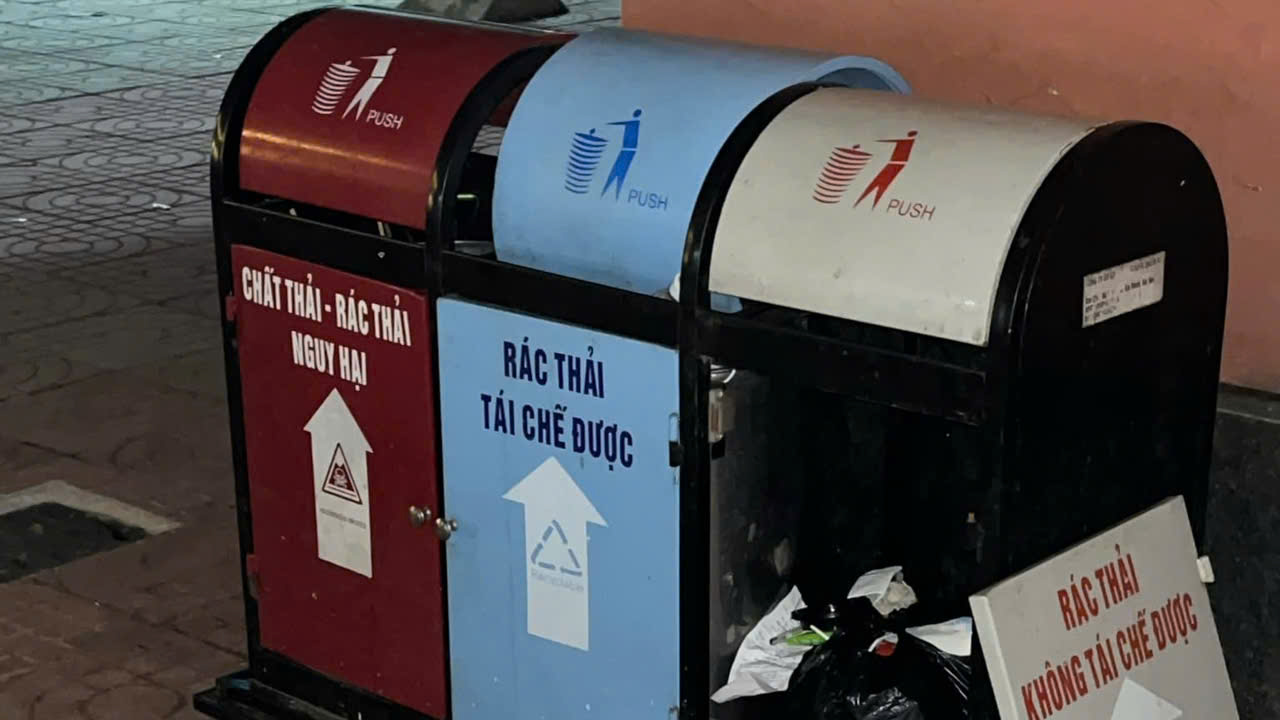 PUSH
PUSH
PUSH
CHẤT THẢI - RÁC THẢI
NGUY HẠI
RÁC THẢI
TÁI CHẾ ĐƯỢC
RÁC THẢI
KHÔNG TÁI CHẾ ĐƯỢC